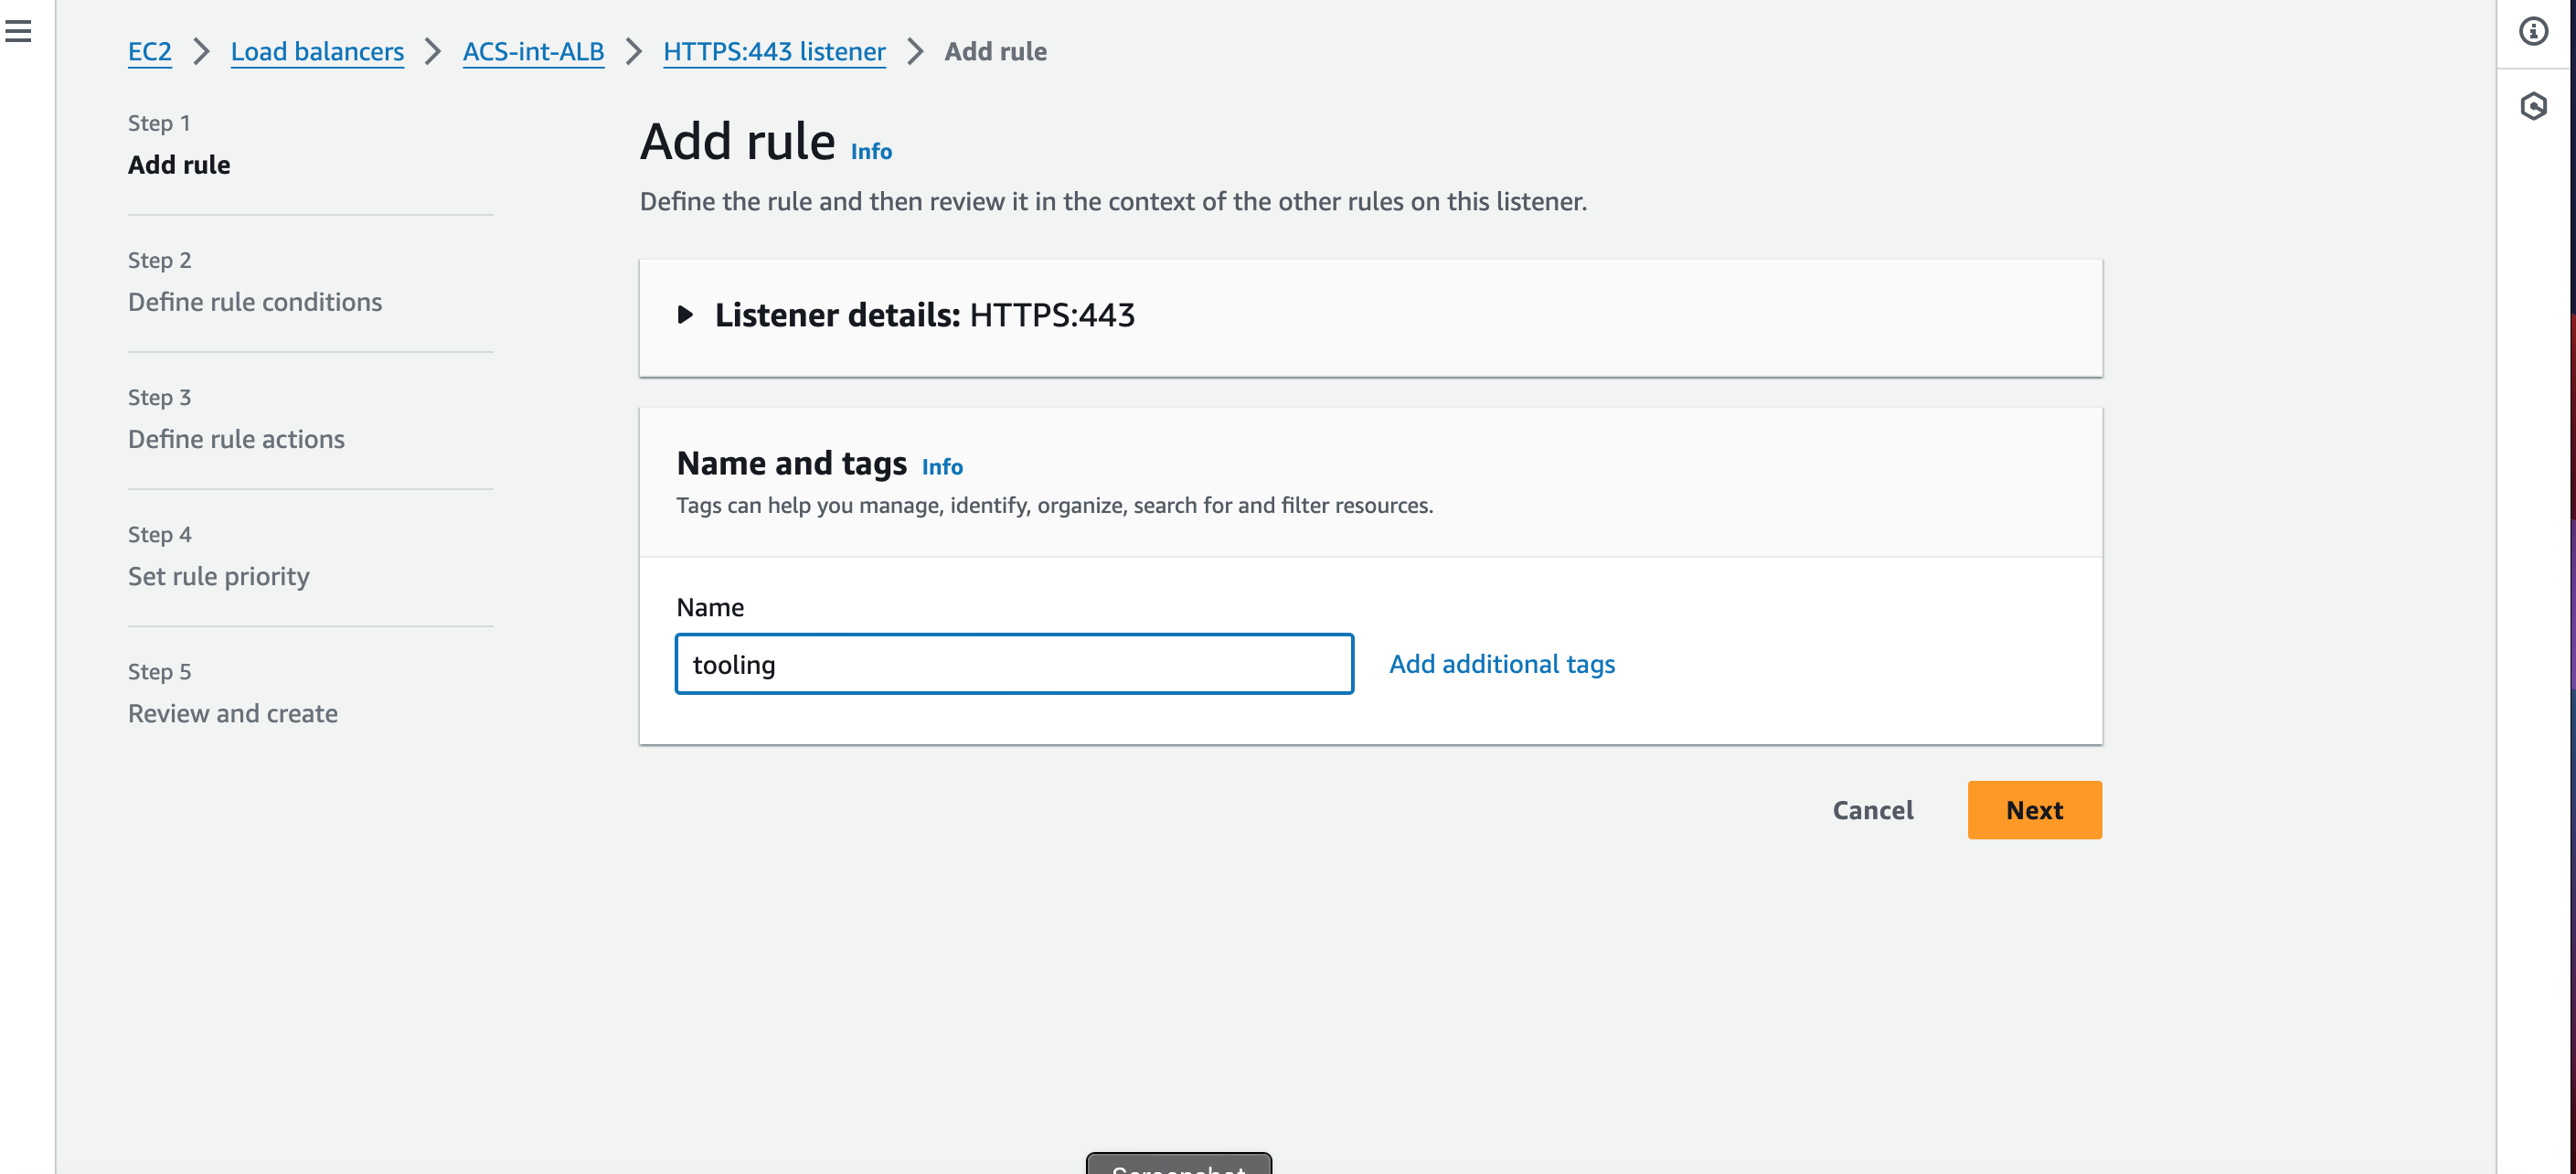 EC2 > Load balancers > ACS-int-ALB > HTTPS:443 listener > Add rule
Step 1
Add rule
Step 2
Define rule conditions
Step 3
Define rule actions
Step 4
Set rule priority
Step 5
Review and create
Add rule Info
Define the rule and then review it in the context of the other rules on this listener.
Listener details: HTTPS:443
Name and tags Info
Tags can help you manage, identify, organize, search for and filter resources.
Name
tooling
Add additional tags
Cancel
Next
Screenshot